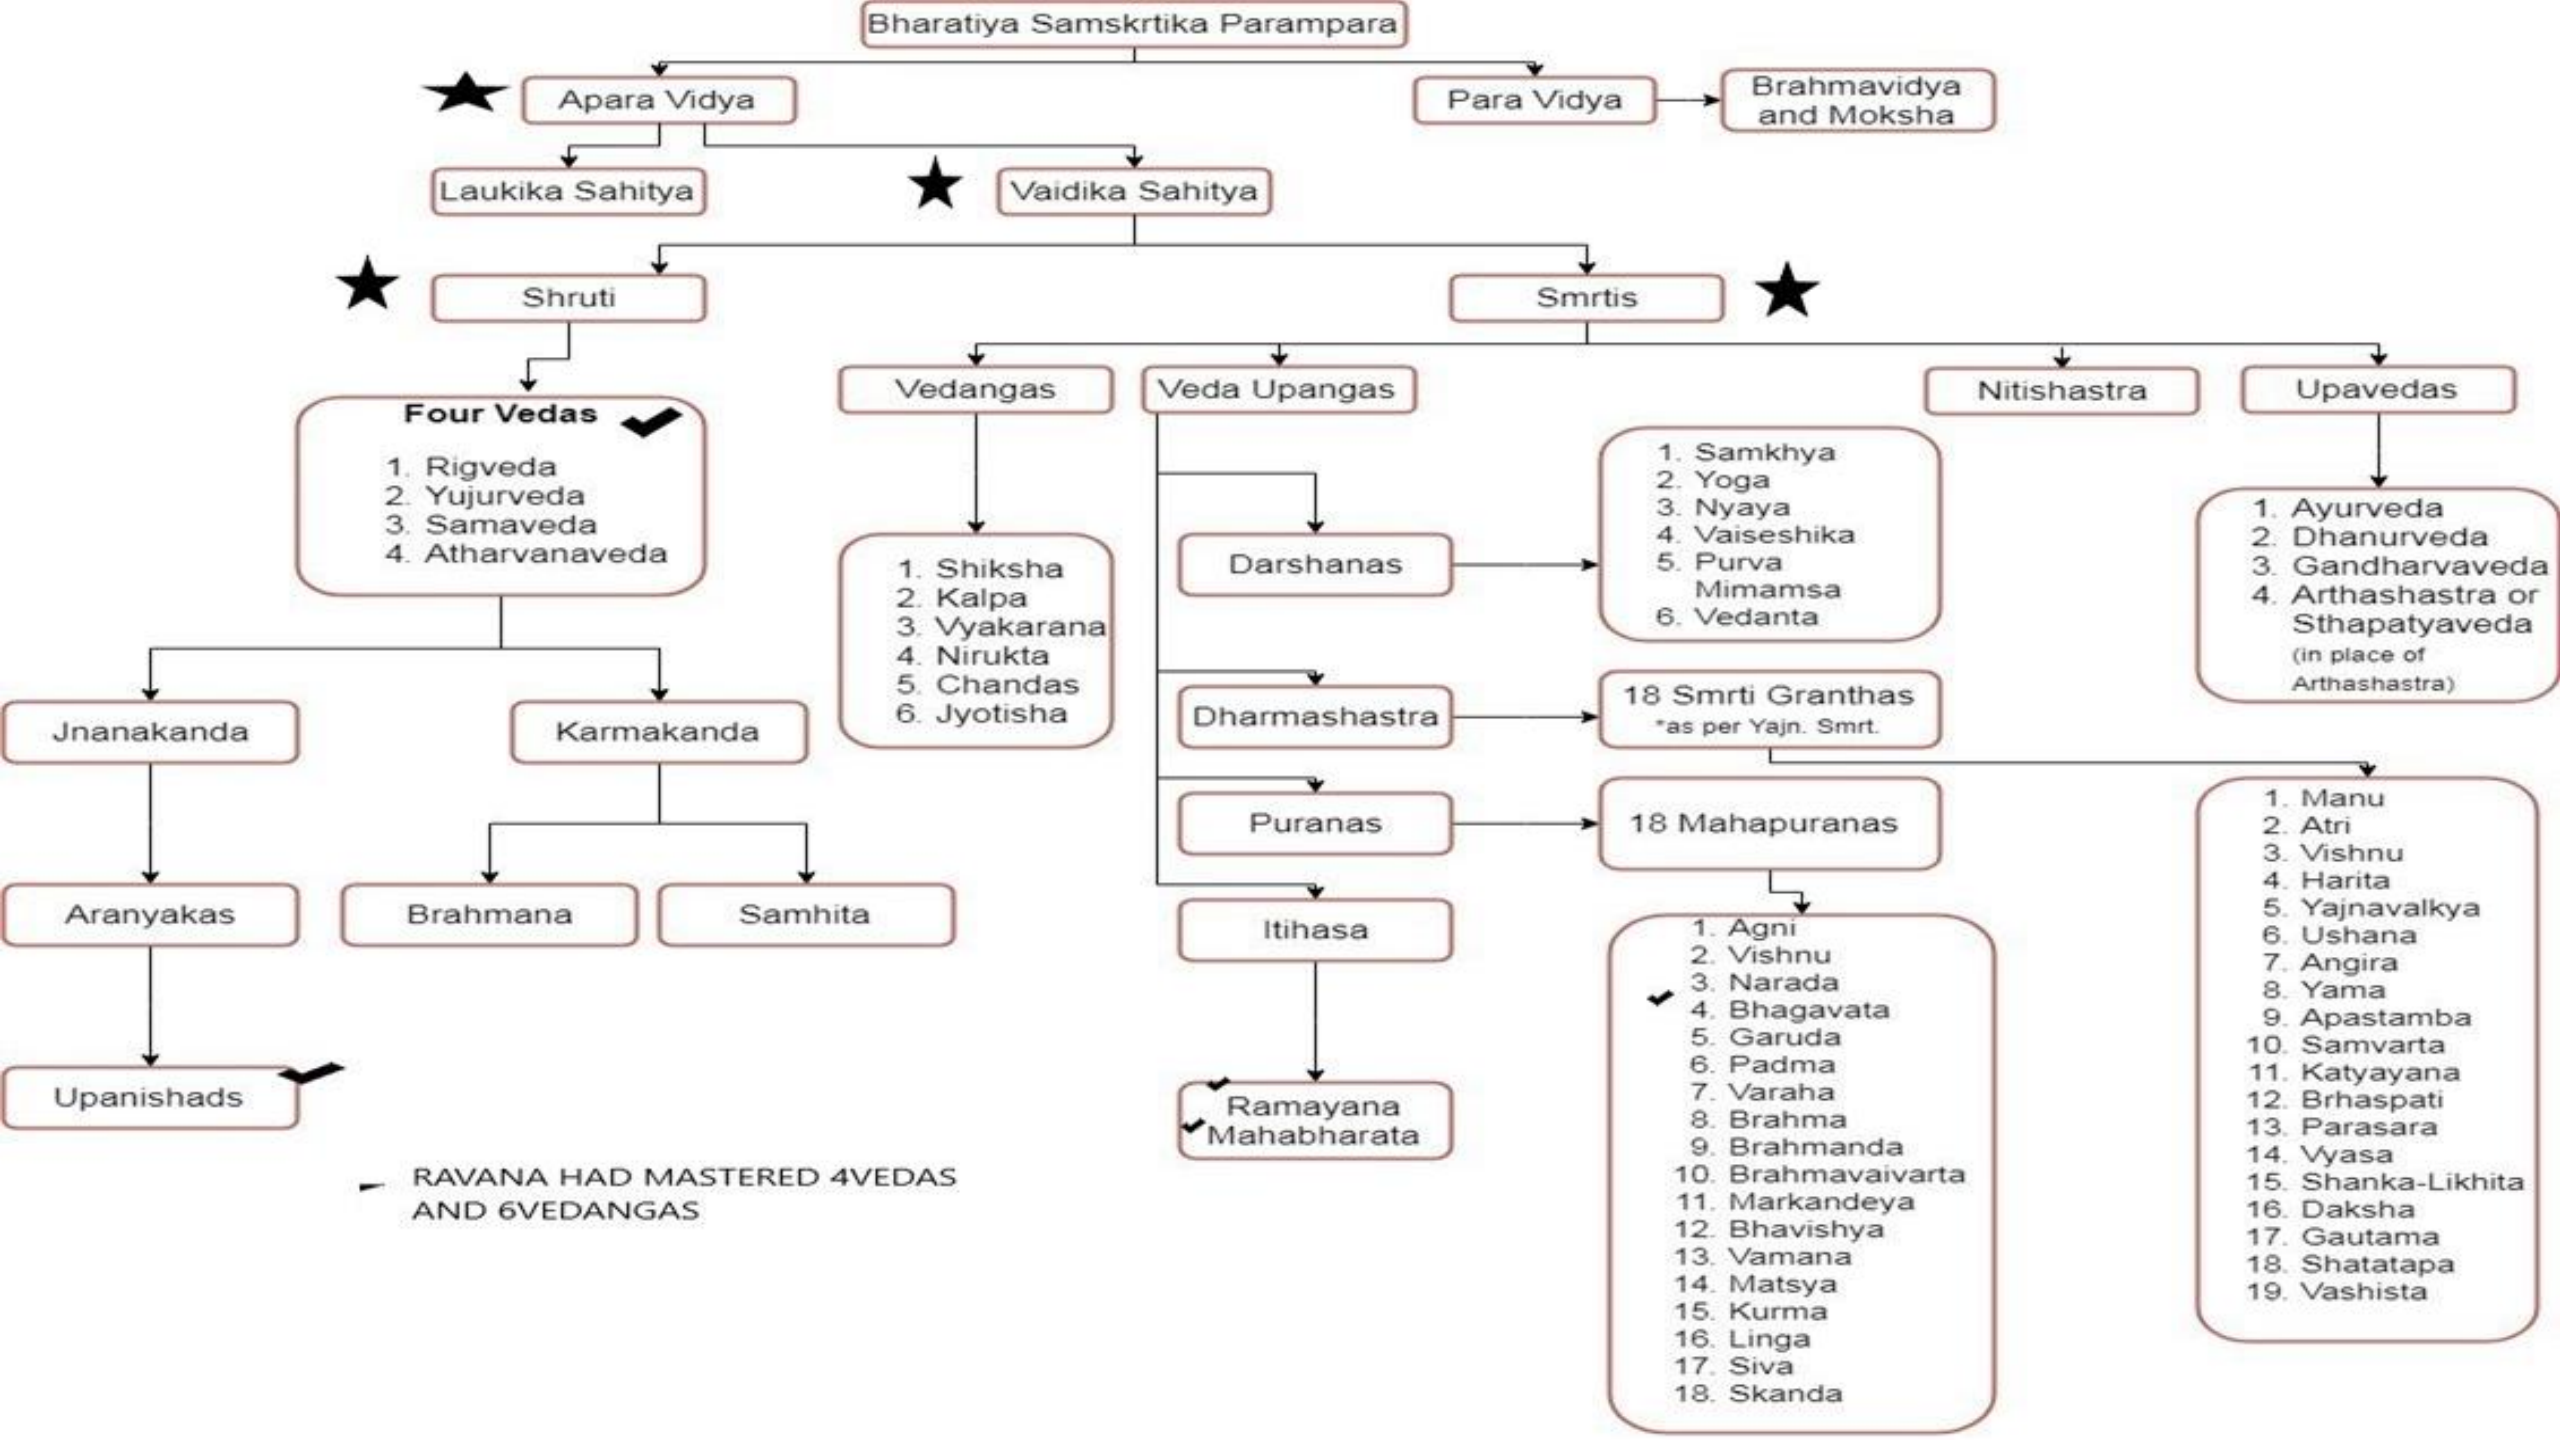 Bharatiya Samskrtika Parampara
Apara Vidya
Para Vidya
Brahmavidya
and Moksha
Laukika Sahitya
Vaidika Sahitya
Shruti
Smrtis
Four Vedas
1. Rigveda
2. Yujurveda
3. Samaveda
4. Atharvanaveda
Vedangas
Veda Upangas
Nitishastra
Upavedas
1. Shiksha
2. Kalpa
3. Vyakarana
4. Nirukta
5. Chandas
6. Jyotisha
Darshanas
1. Samkhya
2. Yoga
3. Nyaya
4. Vaiseshika
5. Purva
Mimamsa
6. Vedanta
1. Ayurveda
2. Dhanurveda
3. Gandharvaveda
4. Arthashastra or
Sthapatyaveda
(in place of
Arthashastra)
Jnanakanda
Karmakanda
Dharmashastra
18 Smrti Granthas
*as per Yajn. Smrt.
Puranas
18 Mahapuranas
Aranyakas
Brahmana
Samhita
Itihasa
Upanishads
Ramayana
Mahabharata
1. Agni
2. Vishnu
3. Narada
4. Bhagavata
5. Garuda
6. Padma
7. Varaha
8. Brahma
9. Brahmanda
10. Brahmavaivarta
11. Markandeya
12. Bhavishya
13. Vamana
14. Matsya
15. Kurma
16. Linga
17. Siva
18. Skanda
1. Manu
2. Atri
3. Vishnu
4. Harita
5. Yajnavalkya
6. Ushana
7. Angira
8. Yama
9. Apastamba
10. Samvarta
11. Katyayana
12. Brhaspati
13. Parasara
14. Vyasa
15. Shanka-Likhita
16. Daksha
17. Gautama
18. Shatatapa
19. Vashista
RAVANA HAD MASTERED 4VEDAS
AND 6VEDANGAS